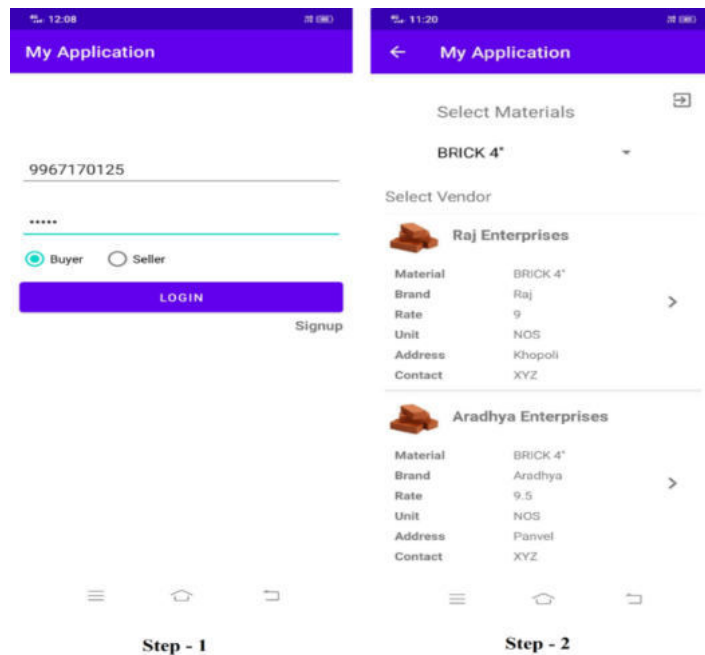 12:08
My Application
9967170125
•••••
Buyer Seller
LOGIN
Signup
Step - 1
11:20
My Application
Select Materials
BRICK 4"
Select Vendor
Raj Enterprises
Material BRICK 4"
Brand Raj
Rate 9
Unit NOS
Address Khopoli
Contact XYZ
Aradhya Enterprises
Material BRICK 4"
Brand Aradhya
Rate 9.5
Unit NOS
Address Panvel
Contact XYZ
Step - 2